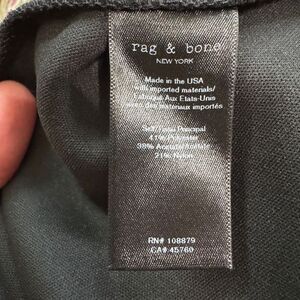 rag & bone
NEW YORK
Made in the USA
with imported materials/
Fabriqué Aux Etats-Unis
avec des matériaux importés
Self/Tissu Principal
41% Polyester
38% Acetate/Acétate
21% Nylon
RN# 108879
CA# 45760